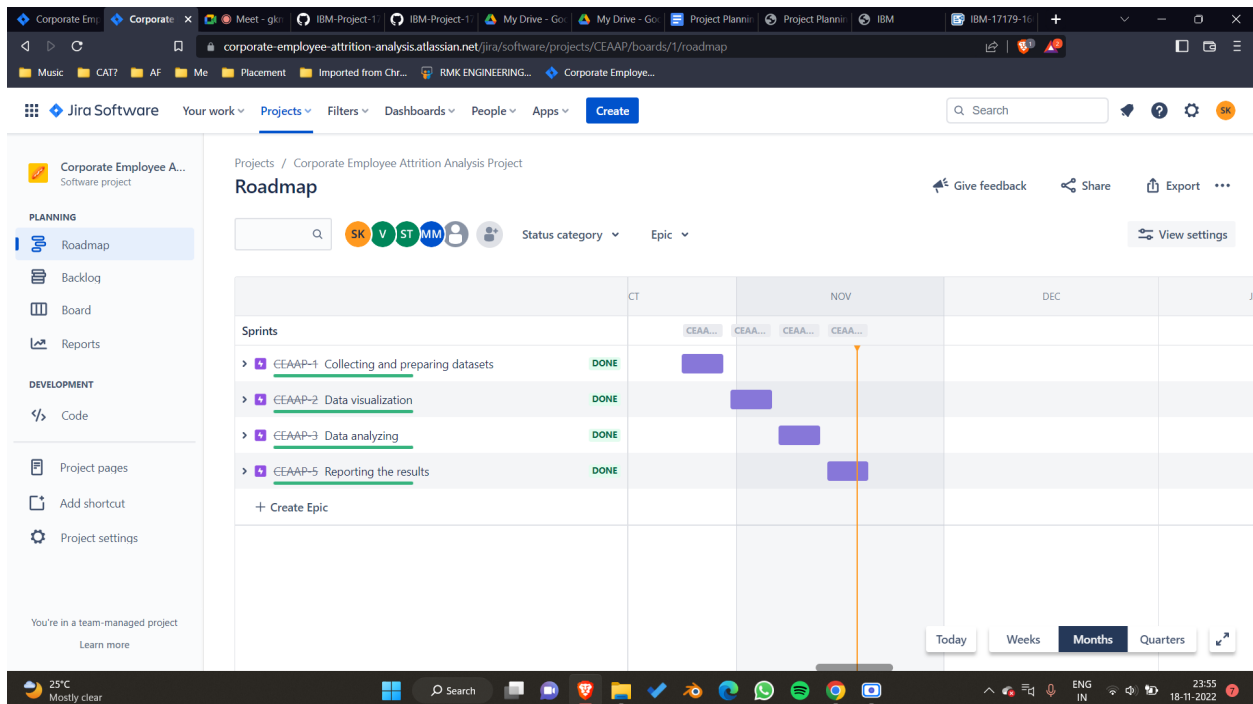 Corporate Emp
Corporate
Meet - gkn
IBM-Project-17
IBM-Project-17
My Drive - Goo
My Drive - Goo
Project Plannin
Project Plannin
IBM
IBM-17179-16
corporate-employee-attrition-analysis.atlassian.net/jira/software/projects/CEAAP/boards/1/roadmap
Music CAT? AF Me Placement Imported from Chr... RMK ENGINEERING... Corporate Employe...
Jira Software Your work Projects Filters Dashboards People Apps Create Search SK
Corporate Employee A...
Software project
PLANNING
Roadmap
Backlog
Board
Reports
DEVELOPMENT
Code
Project pages
Add shortcut
Project settings
You're in a team-managed project
Learn more
Projects / Corporate Employee Attrition Analysis Project
Roadmap
Give feedback Share Export
SK V ST MM Status category Epic View settings
CT NOV DEC J
Sprints CEAA... CEAA... CEAA... CEAA...
CEAAP-1 Collecting and preparing datasets DONE
CEAAP-2 Data visualization DONE
CEAAP-3 Data analyzing DONE
CEAAP-5 Reporting the results DONE
+ Create Epic
Today Weeks Months Quarters
25°C
Mostly clear
Search
ENG
IN
23:55
18-11-2022
7